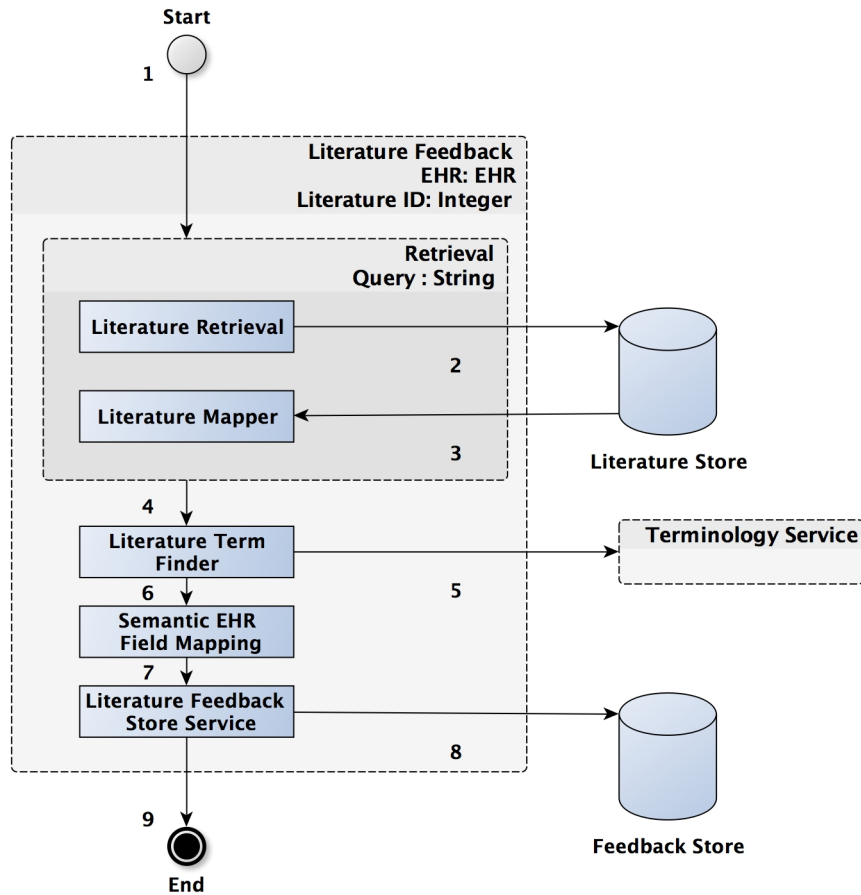 Start
1
Literature Feedback
EHR: EHR
Literature ID: Integer
Retrieval
Query : String
Literature Retrieval
2
Literature Mapper
3
Literature Store
4
Literature Term
Finder
Terminology Service
5
6
Semantic EHR
Field Mapping
7
Literature Feedback
Store Service
8
9
Feedback Store
End